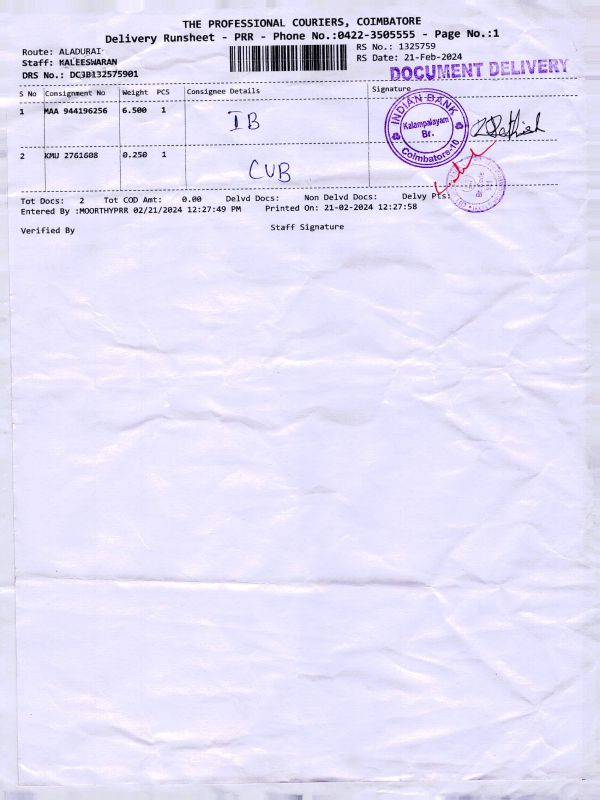 THE PROFESSIONAL COURIERS, COIMBATORE
Delivery Runsheet - PRR - Phone No.:0422-3505555 - Page No.:1
Route: ALADURAI
RS No.: 1325759
Staff: KALEESWARAN
RS Date: 21-Feb-2024
DRS No.: DC3B132575901
DOCUMENT DELIVERY
S No Consignment No Weight PCS Consignee Details Signature
1 MAA 944196256 6.500 1 IB
INDIAN BANK
Kalampalayam
Br.
Coimbatore-10
2 KMU 2761608 0.250 1 CUB
Tot Docs: 2 Tot COD Amt: 0.00 Delvd Docs: Non Delvd Docs: Delvy Pts:
Entered By :MOORTHYPRR 02/21/2024 12:27:49 PM Printed On: 21-02-2024 12:27:58
Verified By Staff Signature